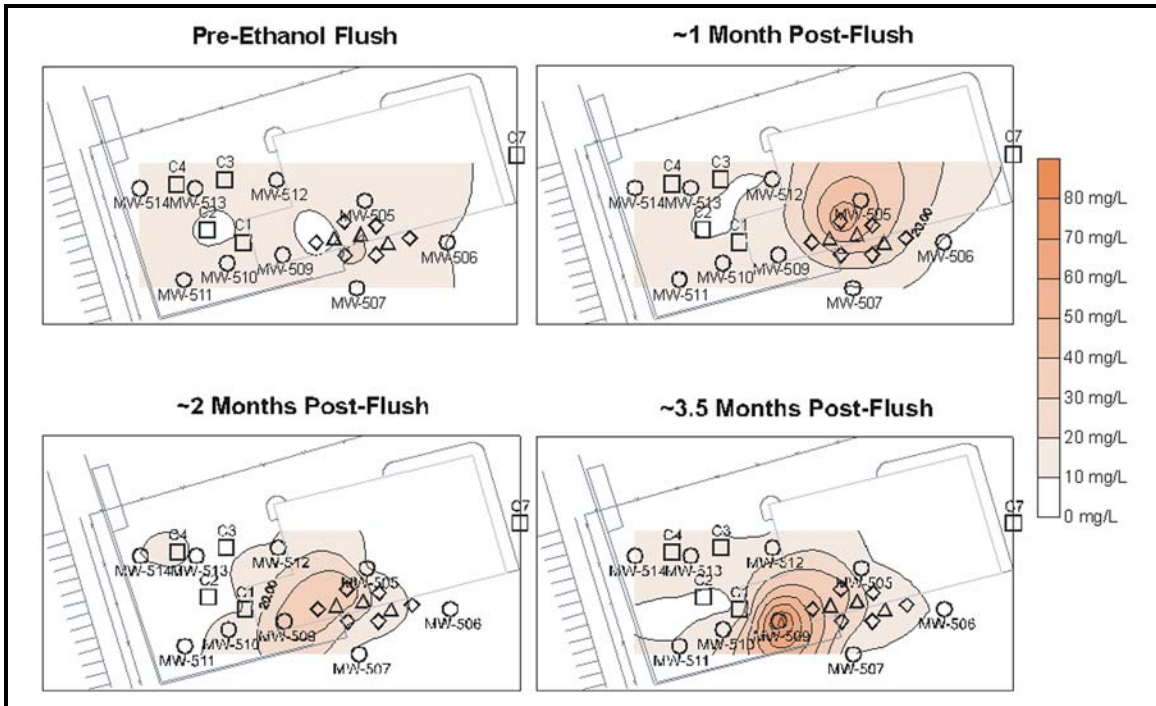 Pre-Ethanol Flush
~1 Month Post-Flush
C7
C4
C3
MW-512
MW-514
MW-513
MW-505
C2
C1
MW-509
MW-506
MW-510
MW-511
MW-507
C7
C4
C3
MW-512
MW-514
MW-513
MW-505
C2
C1
20.00
MW-509
MW-506
MW-510
MW-511
MW-507
80 mg/L
70 mg/L
60 mg/L
50 mg/L
40 mg/L
30 mg/L
20 mg/L
10 mg/L
0 mg/L
~2 Months Post-Flush
~3.5 Months Post-Flush
C7
C4
C3
MW-512
MW-514
MW-513
MW-505
C2
C1
20.00
MW-509
MW-506
MW-510
MW-511
MW-507
C7
C4
C3
MW-512
MW-514
MW-513
MW-505
C2
C1
MW-509
MW-506
MW-510
MW-511
MW-507